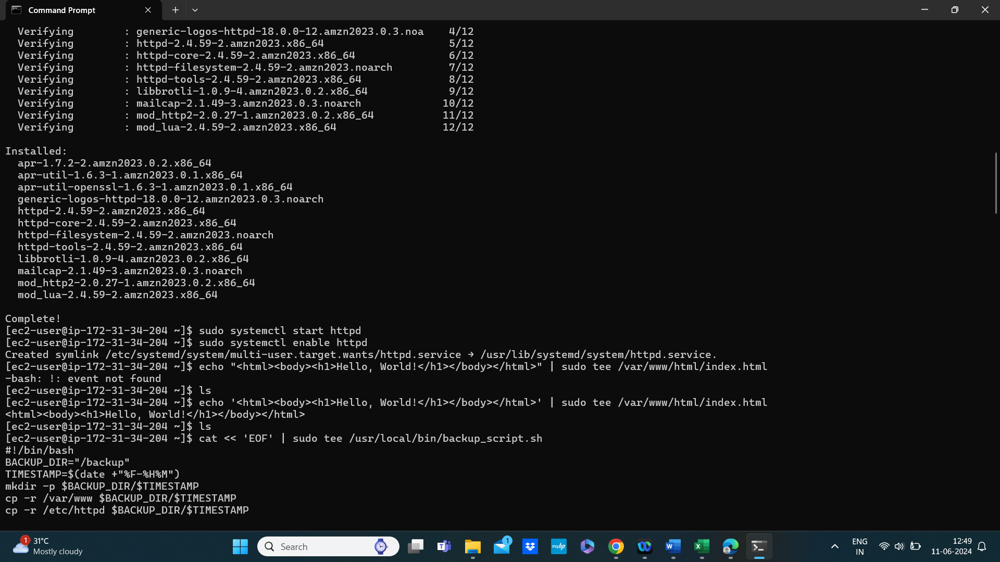 Command Prompt
Verifying : generic-logos-httpd-18.0.0-12.amzn2023.0.3.noa 4/12
Verifying : httpd-2.4.59-2.amzn2023.x86_64 5/12
Verifying : httpd-core-2.4.59-2.amzn2023.x86_64 6/12
Verifying : httpd-filesystem-2.4.59-2.amzn2023.noarch 7/12
Verifying : httpd-tools-2.4.59-2.amzn2023.x86_64 8/12
Verifying : libbrotli-1.0.9-4.amzn2023.0.2.x86_64 9/12
Verifying : mailcap-2.1.49-3.amzn2023.0.3.noarch 10/12
Verifying : mod_http2-2.0.27-1.amzn2023.0.2.x86_64 11/12
Verifying : mod_lua-2.4.59-2.amzn2023.x86_64 12/12
Installed:
apr-1.7.2-2.amzn2023.0.2.x86_64
apr-util-1.6.3-1.amzn2023.0.1.x86_64
apr-util-openssl-1.6.3-1.amzn2023.0.1.x86_64
generic-logos-httpd-18.0.0-12.amzn2023.0.3.noarch
httpd-2.4.59-2.amzn2023.x86_64
httpd-core-2.4.59-2.amzn2023.x86_64
httpd-filesystem-2.4.59-2.amzn2023.noarch
httpd-tools-2.4.59-2.amzn2023.x86_64
libbrotli-1.0.9-4.amzn2023.0.2.x86_64
mailcap-2.1.49-3.amzn2023.0.3.noarch
mod_http2-2.0.27-1.amzn2023.0.2.x86_64
mod_lua-2.4.59-2.amzn2023.x86_64
Complete!
[ec2-user@ip-172-31-34-204 ~]$ sudo systemctl start httpd
[ec2-user@ip-172-31-34-204 ~]$ sudo systemctl enable httpd
Created symlink /etc/systemd/system/multi-user.target.wants/httpd.service → /usr/lib/systemd/system/httpd.service.
[ec2-user@ip-172-31-34-204 ~]$ echo "<html><body><h1>Hello, World!</h1></body></html>" | sudo tee /var/www/html/index.html
-bash: !: event not found
[ec2-user@ip-172-31-34-204 ~]$ ls
[ec2-user@ip-172-31-34-204 ~]$ echo '<html><body><h1>Hello, World!</h1></body></html>' | sudo tee /var/www/html/index.html
<html><body><h1>Hello, World!</h1></body></html>
[ec2-user@ip-172-31-34-204 ~]$ ls
[ec2-user@ip-172-31-34-204 ~]$ cat << 'EOF' | sudo tee /usr/local/bin/backup_script.sh
#!/bin/bash
BACKUP_DIR="/backup"
TIMESTAMP=$(date +"%F-%H%M")
mkdir -p $BACKUP_DIR/$TIMESTAMP
cp -r /var/www $BACKUP_DIR/$TIMESTAMP
cp -r /etc/httpd $BACKUP_DIR/$TIMESTAMP
1
31°C
Mostly cloudy
Search
T
1
myhp
W
X
ENG
IN
12:49
11-06-2024